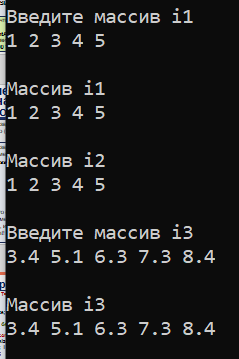 Введите массив i1
1 2 3 4 5
Массив i1
1 2 3 4 5
Массив i2
1 2 3 4 5
Введите массив i3
3.4 5.1 6.3 7.3 8.4
Массив i3
3.4 5.1 6.3 7.3 8.4